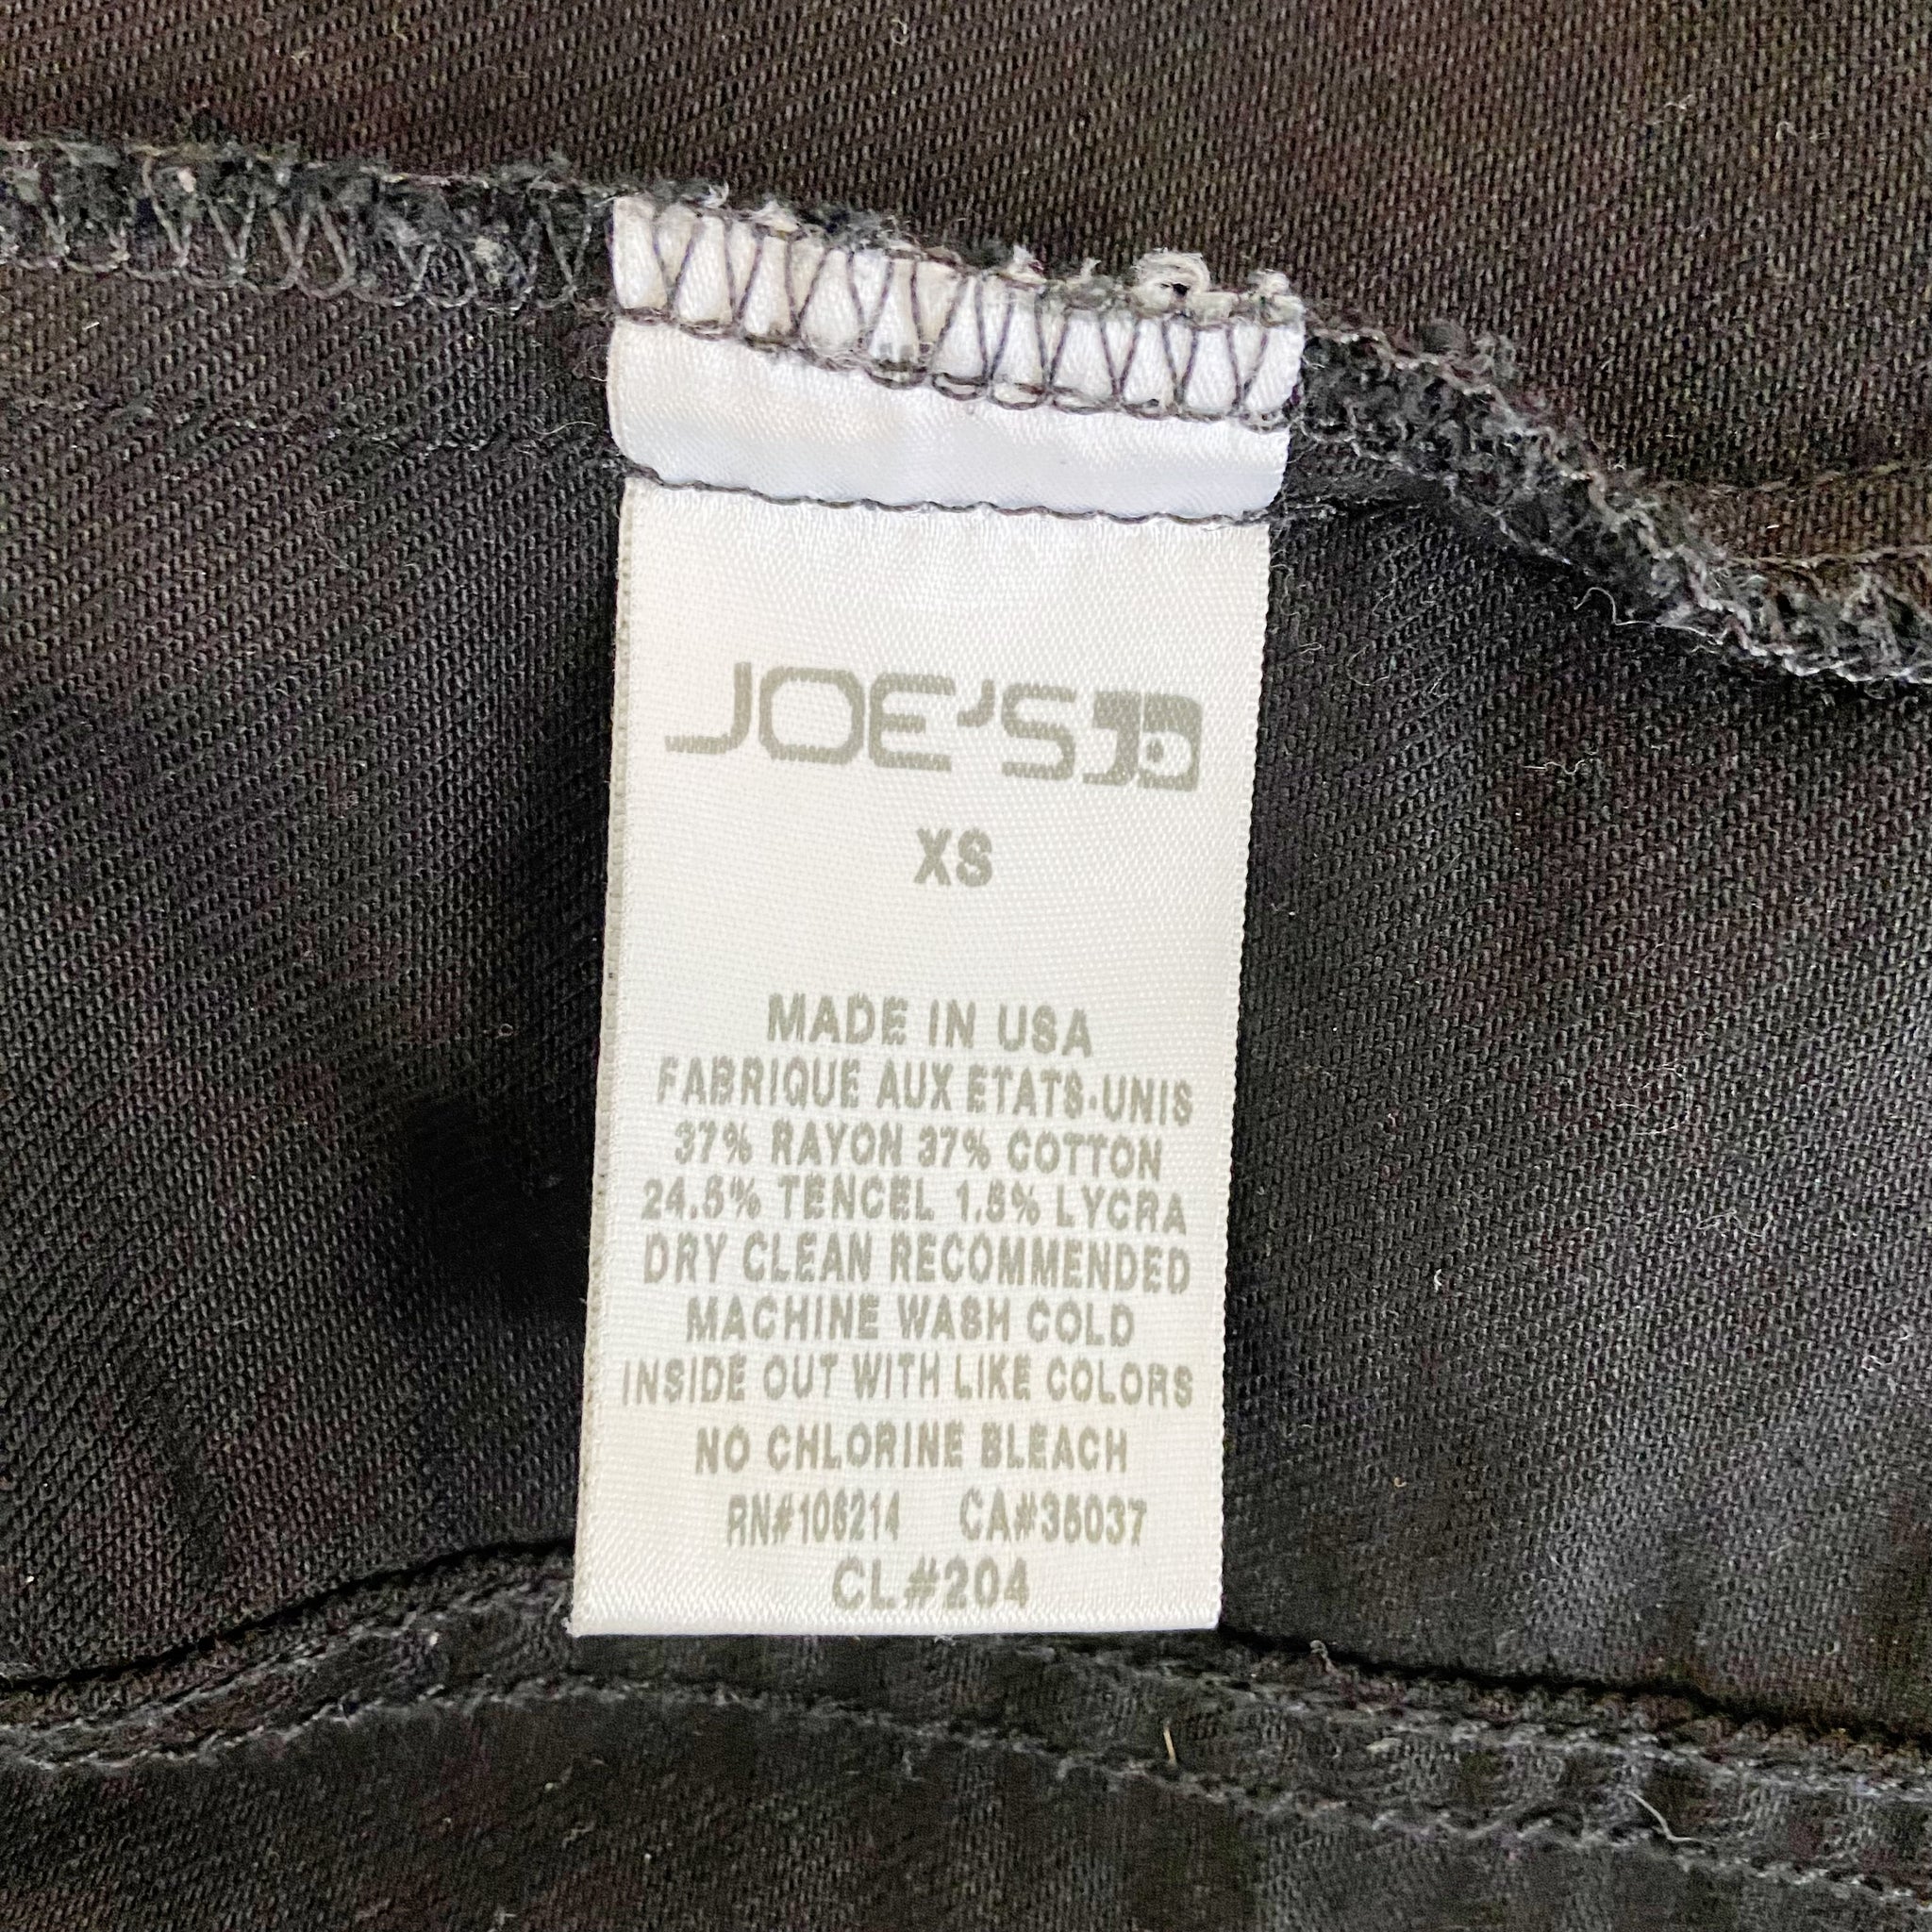 JOE'S
XS
MADE IN USA
FABRIQUE AUX ETATS-UNIS
37% RAYON 37% COTTON
24.5% TENCEL 1.5% LYCRA
DRY CLEAN RECOMMENDED
MACHINE WASH COLD
INSIDE OUT WITH LIKE COLORS
NO CHLORINE BLEACH
RN#106214 CA#35037
CL#204